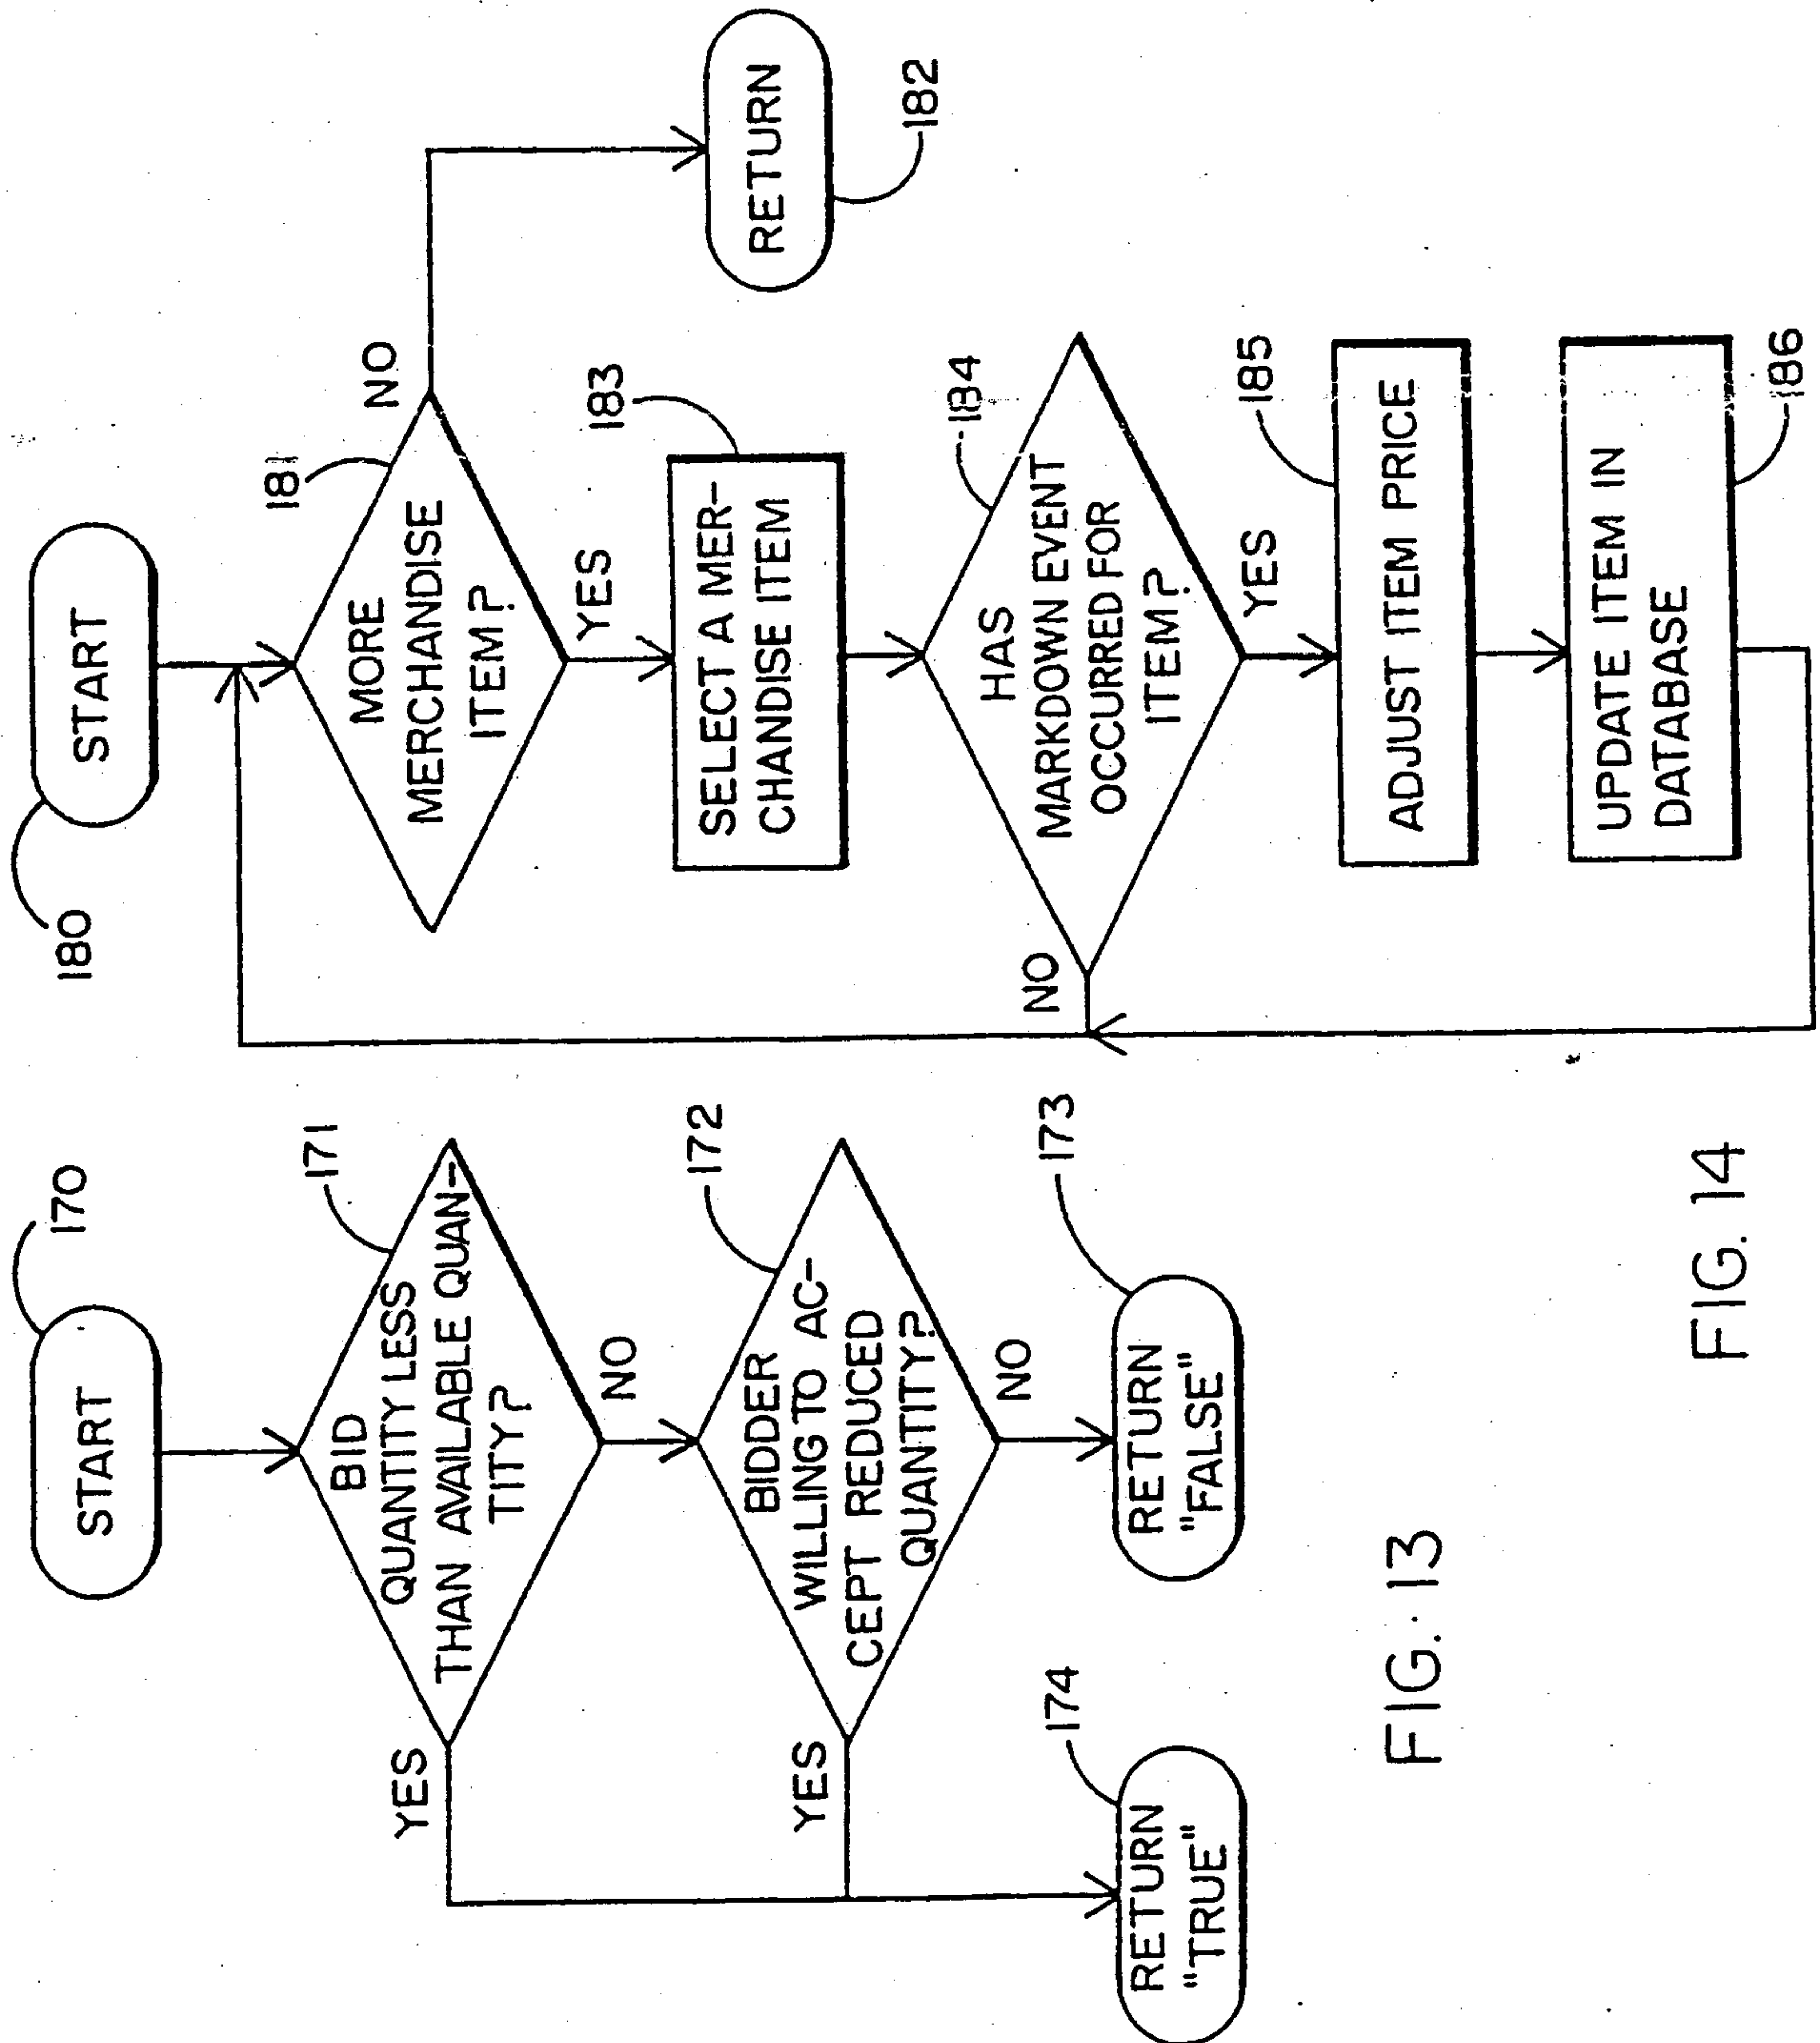 START
170
BID
QUANTITY LESS
THAN AVAILABLE QUAN-
TITY?
171
YES
NO
BIDDER
WILLING TO AC-
CEPT REDUCED
QUANTITY?
172
YES
NO
RETURN
"TRUE"
174
RETURN
"FALSE"
173
FIG. 13
START
180
MORE
MERCHANDISE
ITEM?
181
NO
RETURN
182
YES
SELECT A MER-
CHANDISE ITEM
183
HAS
MARKDOWN EVENT
OCCURRED FOR
ITEM?
184
NO
YES
ADJUST ITEM PRICE
185
UPDATE ITEM IN
DATABASE
186
FIG. 14